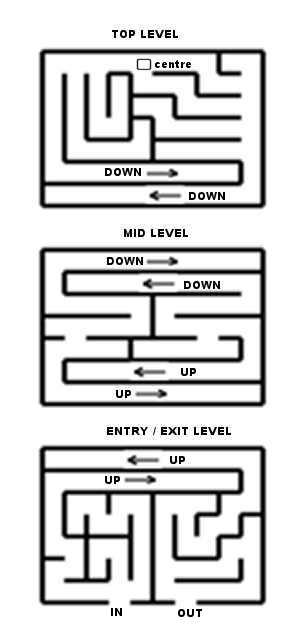 TOP LEVEL
centre
DOWN
DOWN
MID LEVEL
DOWN
DOWN
UP
UP
ENTRY / EXIT LEVEL
UP
UP
IN OUT